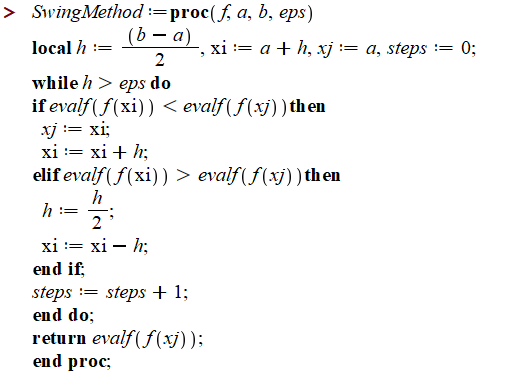 > SwingMethod := proc(f, a, b, eps)
local h := (b − a)/2, xi := a + h, xj := a, steps := 0;
while h > eps do
if evalf(f(xi)) < evalf(f(xj)) then
xj := xi;
xi := xi + h;
elif evalf(f(xi)) > evalf(f(xj)) then
h := h/2;
xi := xi − h;
end if;
steps := steps + 1;
end do;
return evalf(f(xj));
end proc;